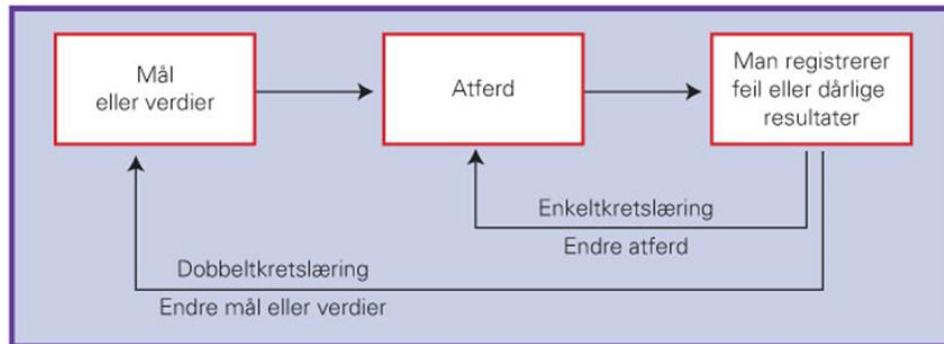 Mål
eller verdier
Atferd
Man registrerer
feil eller dårlige
resultater
Enkeltkretslæring
Endre atferd
Dobbeltkretslæring
Endre mål eller verdier